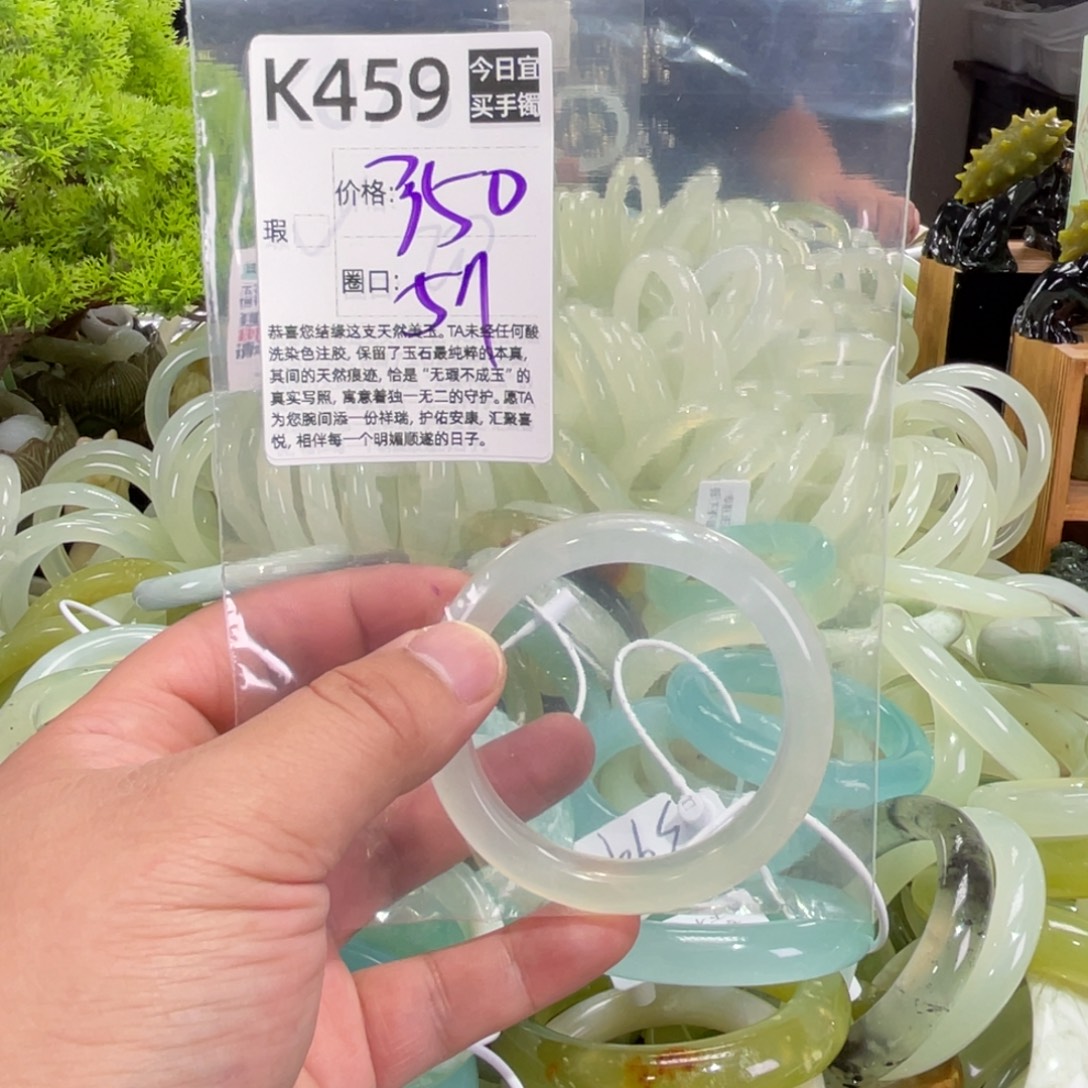 K459
今日宜
买手镯
价格:350
瑕
圈口:57
恭喜您结缘这支天然美玉。TA未经任何酸
洗染色注胶,保留了玉石最纯粹的本真,
其间的天然痕迹,恰是“无瑕不成玉”的
真实写照,寓意着独一无二的守护。愿TA
为您腕间添一份祥瑞,护佑安康,汇聚喜
悦,相伴每一个明媚顺遂的日子。